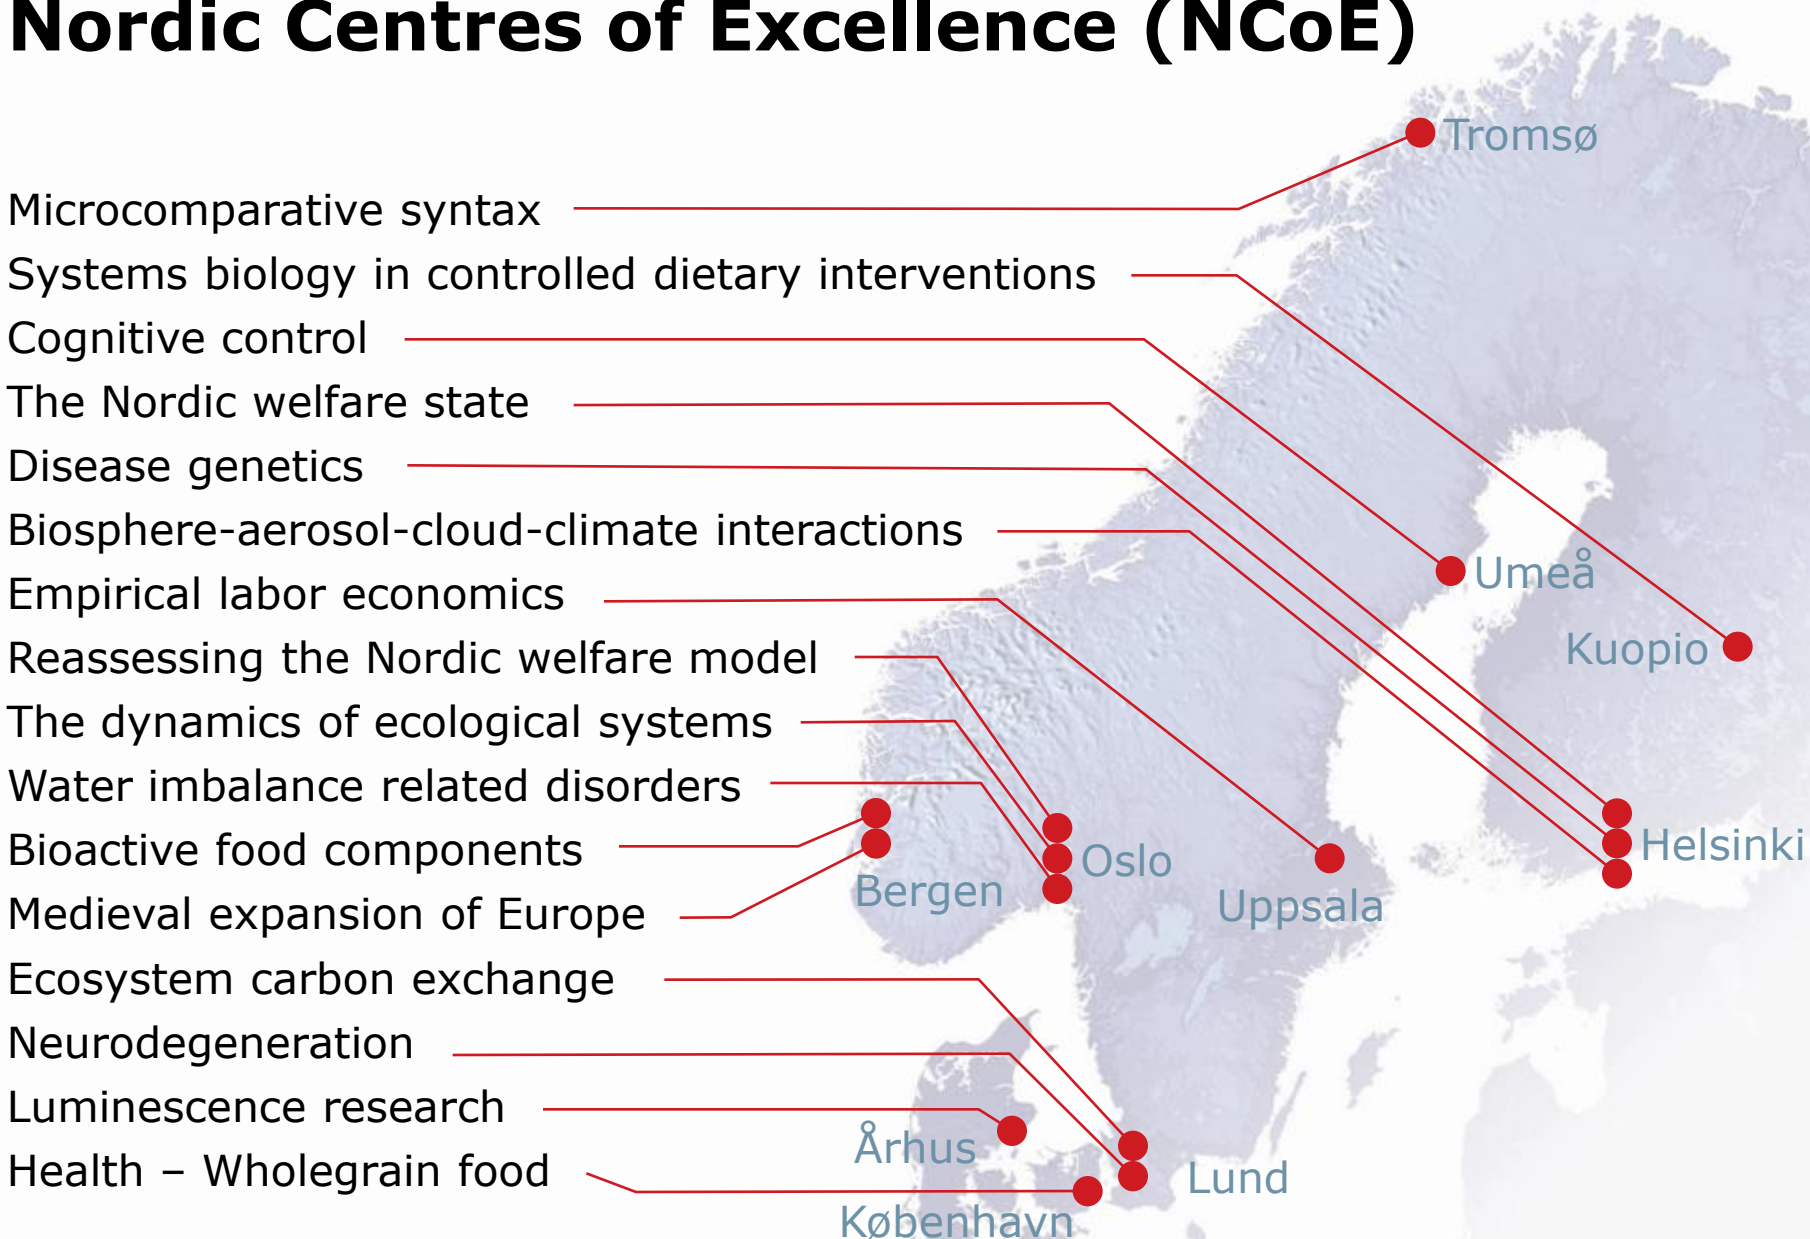 Nordic Centres of Excellence (NCoE)
Tromsø
Microcomparative syntax
Systems biology in controlled dietary interventions
Cognitive control
The Nordic welfare state
Disease genetics
Biosphere-aerosol-cloud-climate interactions
Umeå
Empirical labor economics
Kuopio
Reassessing the Nordic welfare model
The dynamics of ecological systems
Water imbalance related disorders
Bioactive food components
Helsinki
Oslo
Bergen
Uppsala
Medieval expansion of Europe
Ecosystem carbon exchange
Neurodegeneration
Luminescence research
Århus
Health – Wholegrain food
Lund
København